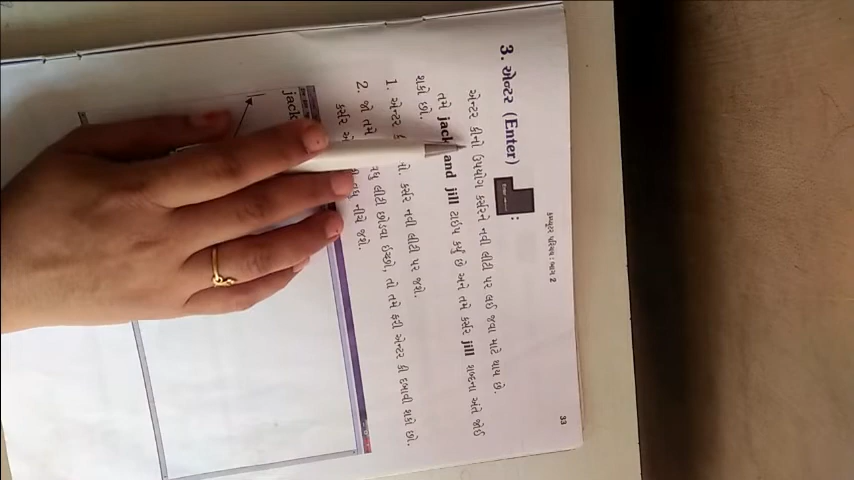 કમ્પ્યૂટર પરિચય : ભાગ 2
33
3. એન્ટર (Enter) :
Enter
એન્ટર કીનો ઉપયોગ કર્સરને નવી લીટી પર લઈ જવા માટે થાય છે.
તમે jack and jill ટાઇપ કર્યું છે અને તમે કર્સર jill શબ્દના અંતે જોઈ
શકો છો.
1. એન્ટર કર્સર નવી લીટી પર જશે.
2. જો તમે લીટી છોડવા ઇચ્છો, તો તમે ફરી એન્ટર કી દબાવી શકો છો.
કર્સર નીચે જશે.
jack